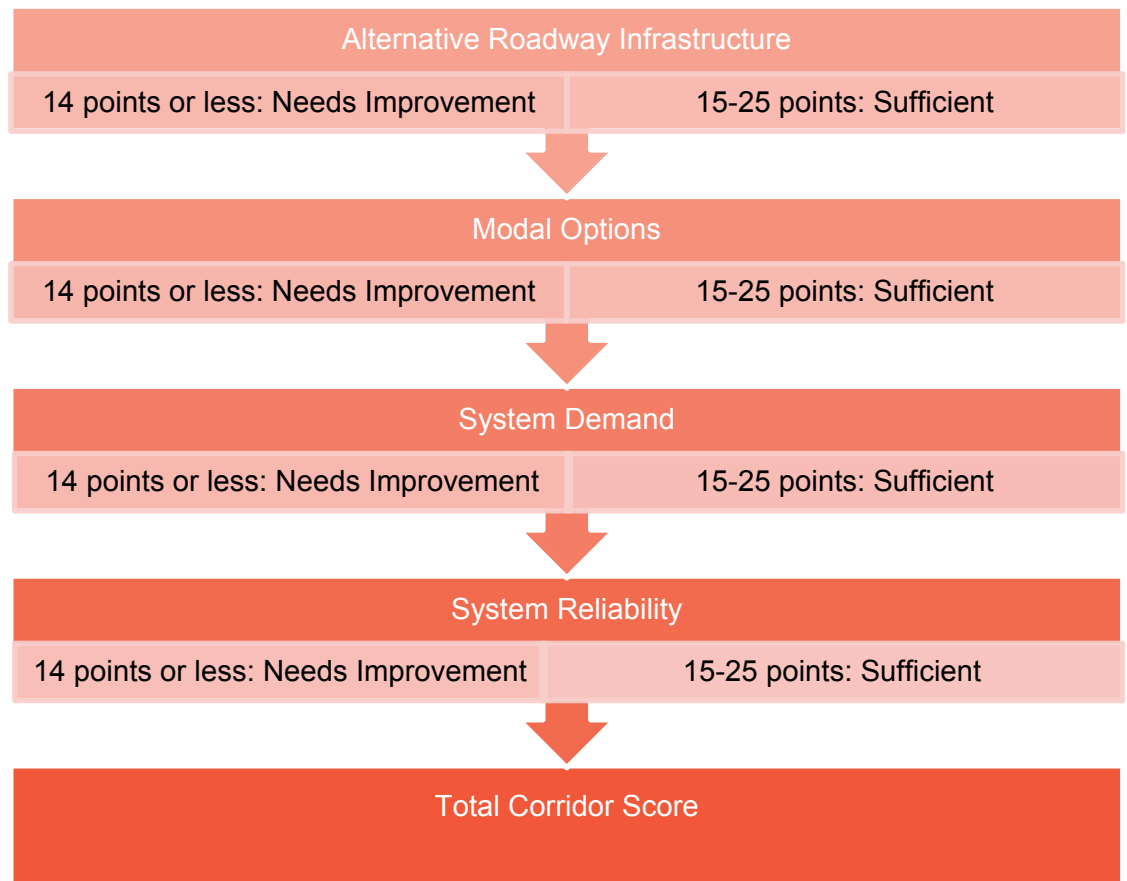 Alternative Roadway Infrastructure
14 points or less: Needs Improvement
15-25 points: Sufficient
Modal Options
14 points or less: Needs Improvement
15-25 points: Sufficient
System Demand
14 points or less: Needs Improvement
15-25 points: Sufficient
System Reliability
14 points or less: Needs Improvement
15-25 points: Sufficient
Total Corridor Score